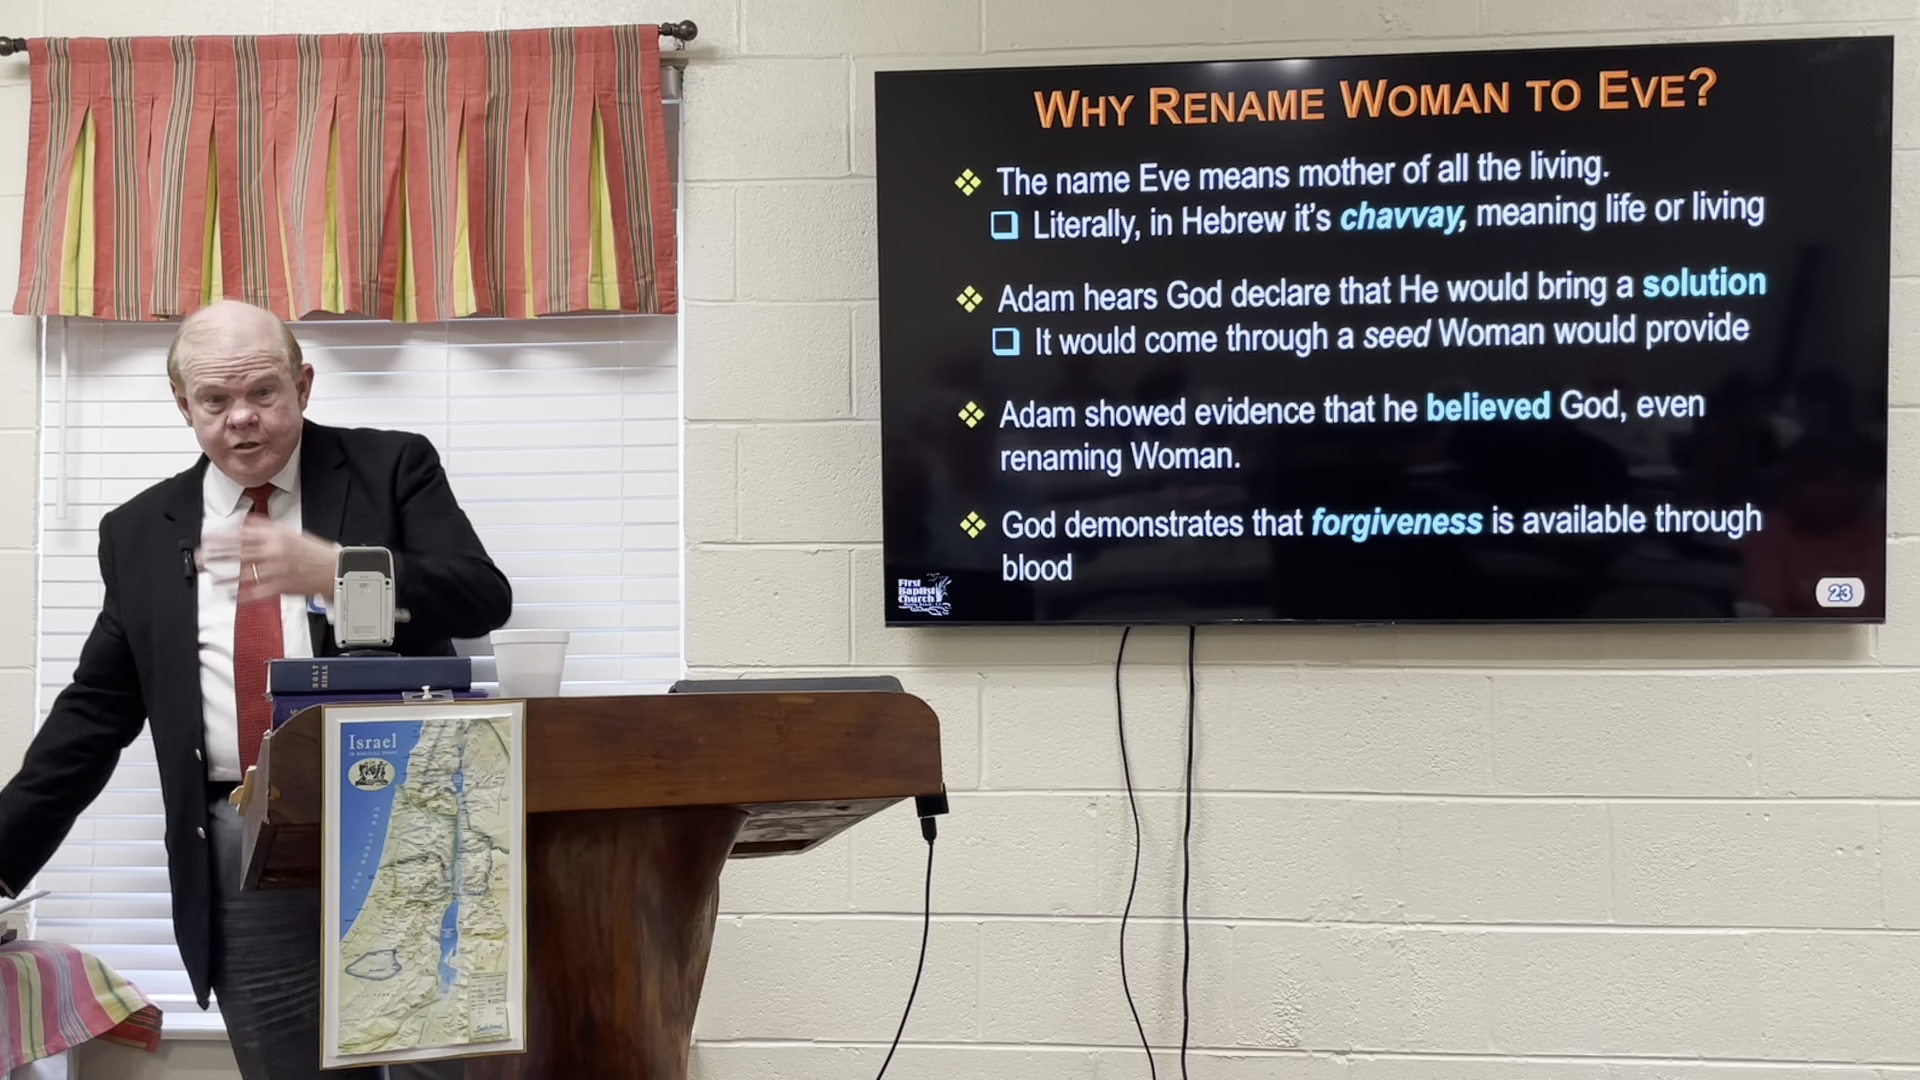 WHY RENAME WOMAN TO EVE?
The name Eve means mother of all the living.
Literally, in Hebrew it's chavvay, meaning life or living
Adam hears God declare that He would bring a solution
It would come through a seed Woman would provide
Adam showed evidence that he believed God, even
renaming Woman.
God demonstrates that forgiveness is available through
blood
First
Baptist
Church
23
HOLY
BIBLE
Israel